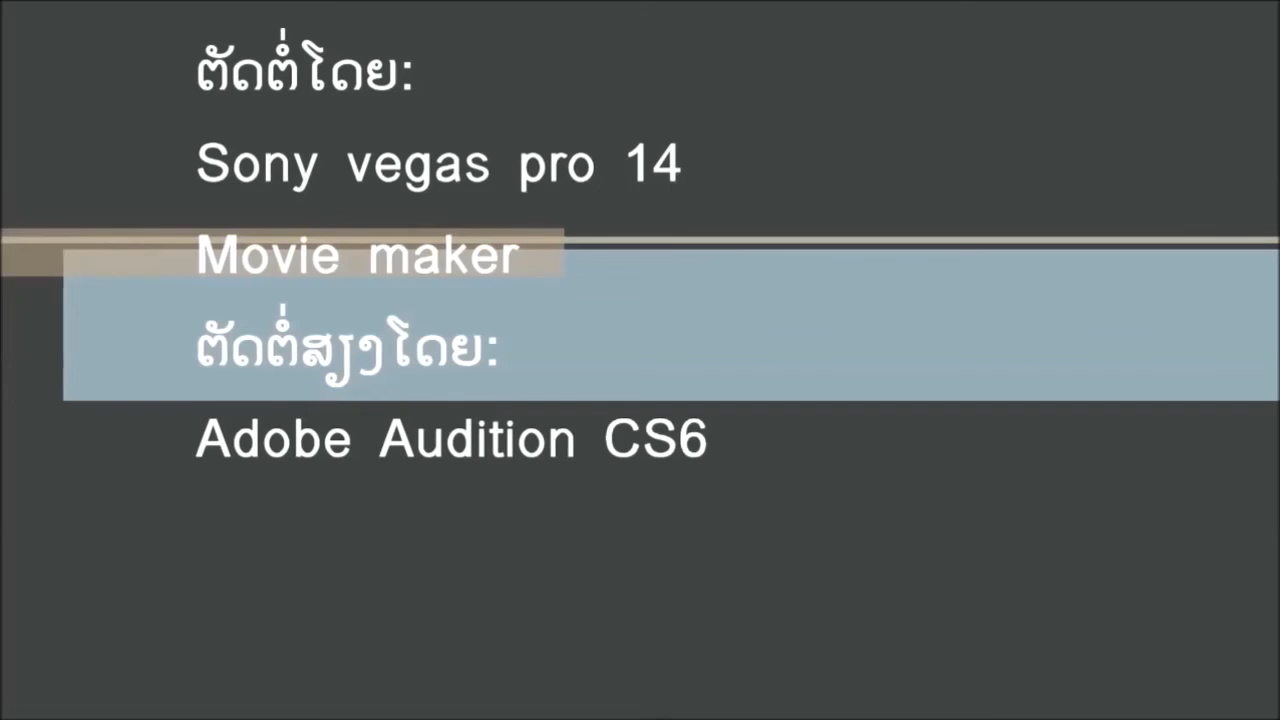 ຕັດຕໍ່ໂດຍ:
Sony vegas pro 14
Movie maker
ຕັດຕໍ່ສຽງໂດຍ:
Adobe Audition CS6